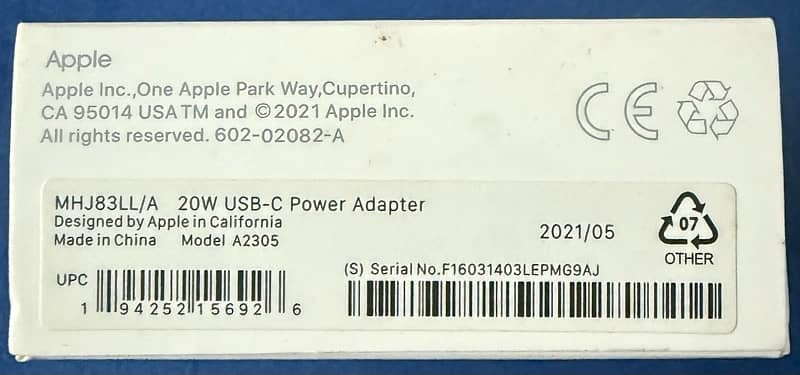 Apple
Apple Inc.,One Apple Park Way,Cupertino,
CA 95014 USA TM and ©2021 Apple Inc.
All rights reserved. 602-02082-A
CE
MHJ83LL/A 20W USB-C Power Adapter
Designed by Apple in California
Made in China Model A2305
2021/05
07
OTHER
(S) Serial No.F16031403LEPMG9AJ
UPC
1 94252 15692 6